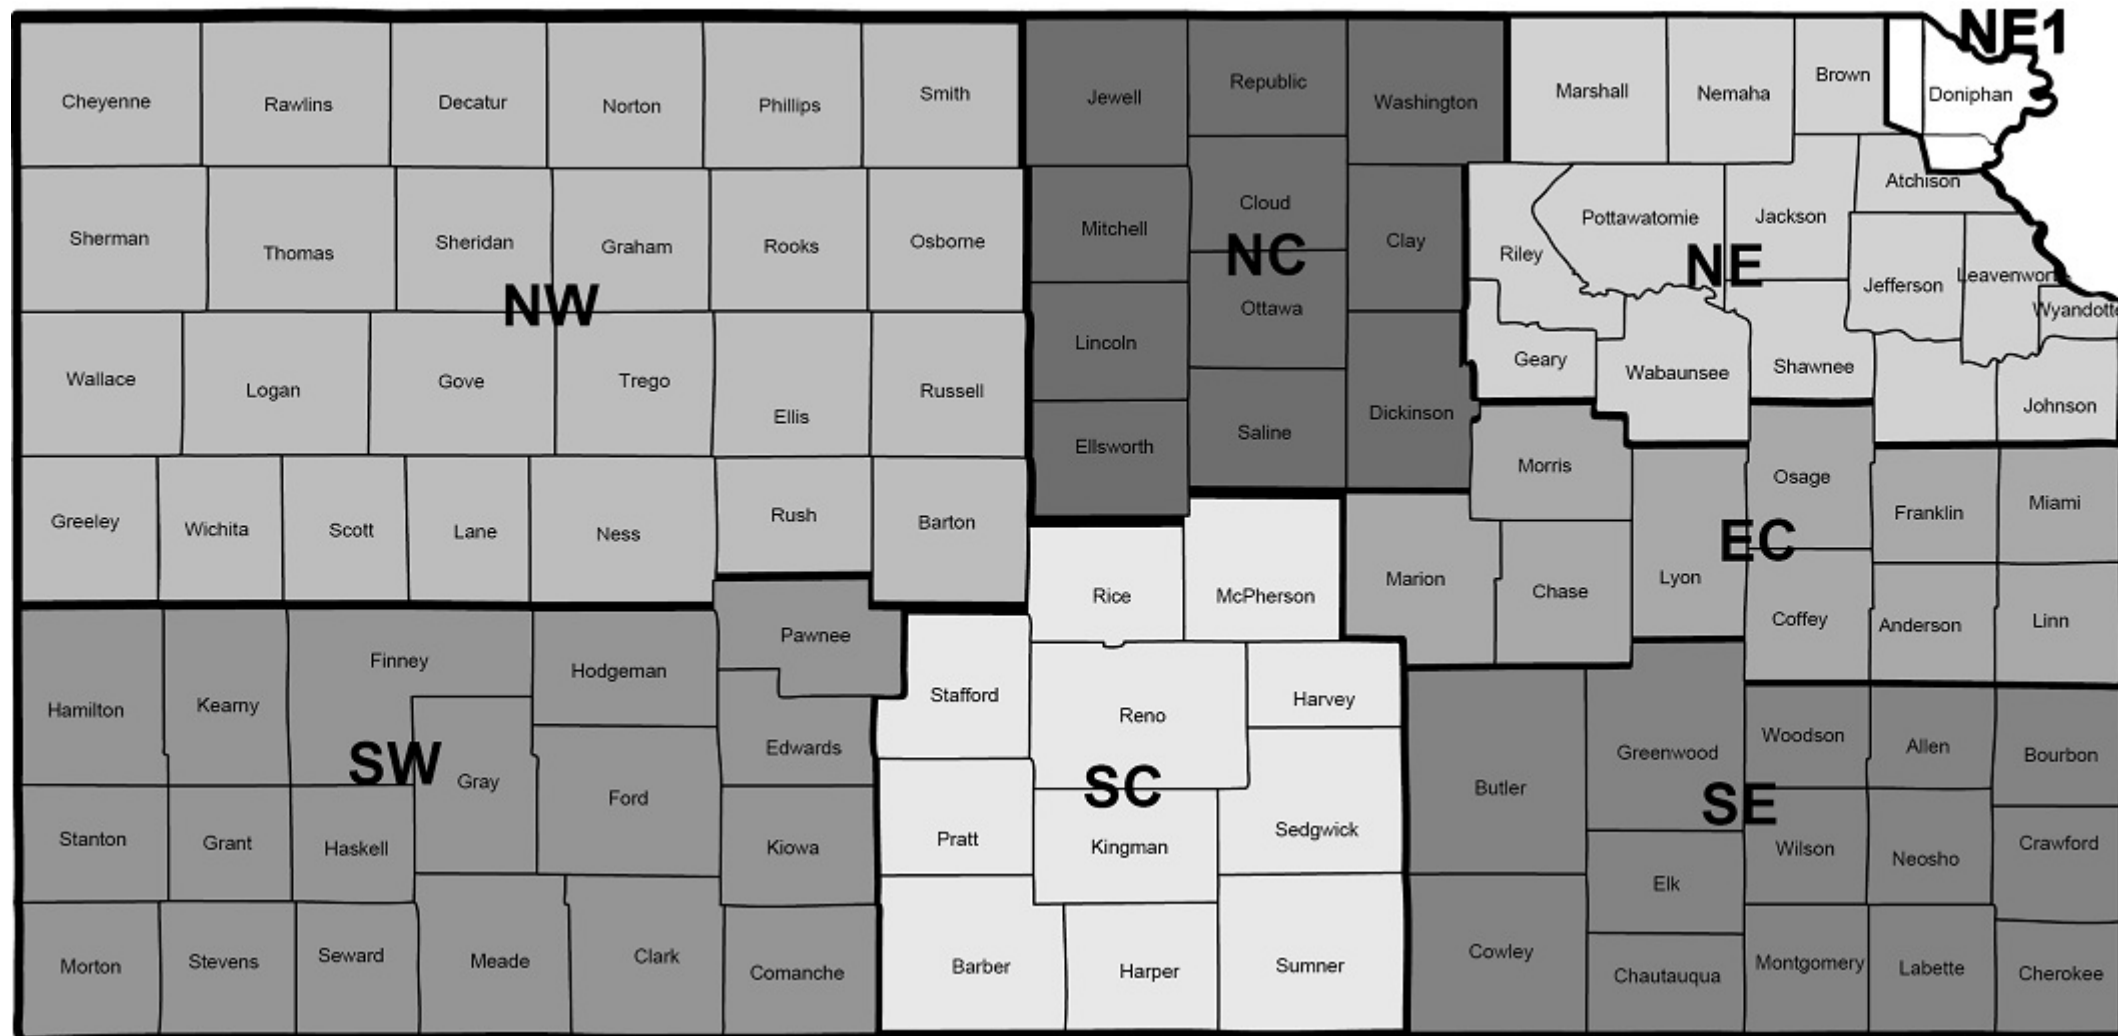 NE1
Cheyenne
Rawlins
Decatur
Norton
Phillips
Smith
Jewell
Republic
Washington
Marshall
Nemaha
Brown
Doniphan
Sherman
Thomas
Sheridan
Graham
Rooks
Osborne
Mitchell
Cloud
Clay
Riley
Pottawatomie
Jackson
Atchison
NW
NC
NE
Lincoln
Ottawa
Jefferson
Leavenwort
Wyandotte
Wallace
Logan
Gove
Trego
Ellis
Russell
Ellsworth
Saline
Dickinson
Geary
Wabaunsee
Shawnee
Johnson
Greeley
Wichita
Scott
Lane
Ness
Rush
Barton
Morris
Osage
Franklin
Miami
EC
Rice
McPherson
Marion
Chase
Lyon
Coffey
Anderson
Linn
Hamilton
Kearny
Finney
Hodgeman
Pawnee
Stafford
Reno
Harvey
SW
Gray
Ford
Edwards
SC
Butler
Greenwood
SE
Woodson
Allen
Bourbon
Stanton
Grant
Haskell
Kiowa
Pratt
Kingman
Sedgwick
Elk
Wilson
Neosho
Crawford
Morton
Stevens
Seward
Meade
Clark
Comanche
Barber
Harper
Sumner
Cowley
Chautauqua
Montgomery
Labette
Cherokee